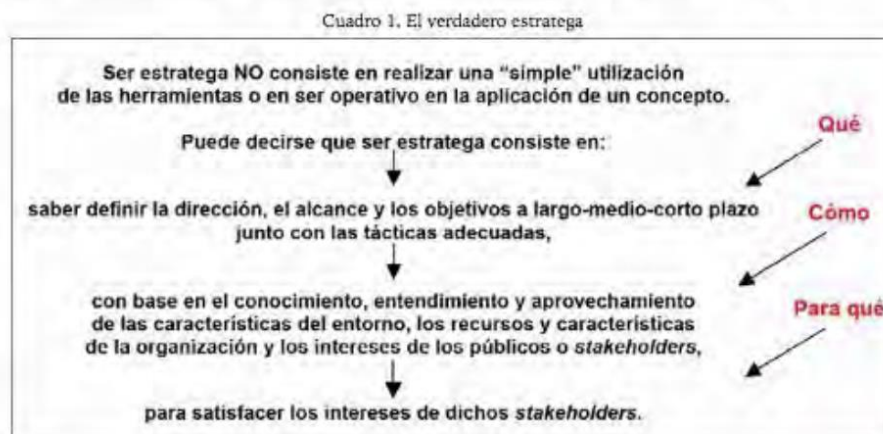 Cuadro 1. El verdadero estratega
Ser estratega NO consiste en realizar una “simple” utilización
de las herramientas o en ser operativo en la aplicación de un concepto.
Qué
Puede decirse que ser estratega consiste en:
saber definir la dirección, el alcance y los objetivos a largo-medio-corto plazo
junto con las tácticas adecuadas,
Cómo
con base en el conocimiento, entendimiento y aprovechamiento
de las características del entorno, los recursos y características
de la organización y los intereses de los públicos o stakeholders,
Para qué
para satisfacer los intereses de dichos stakeholders.